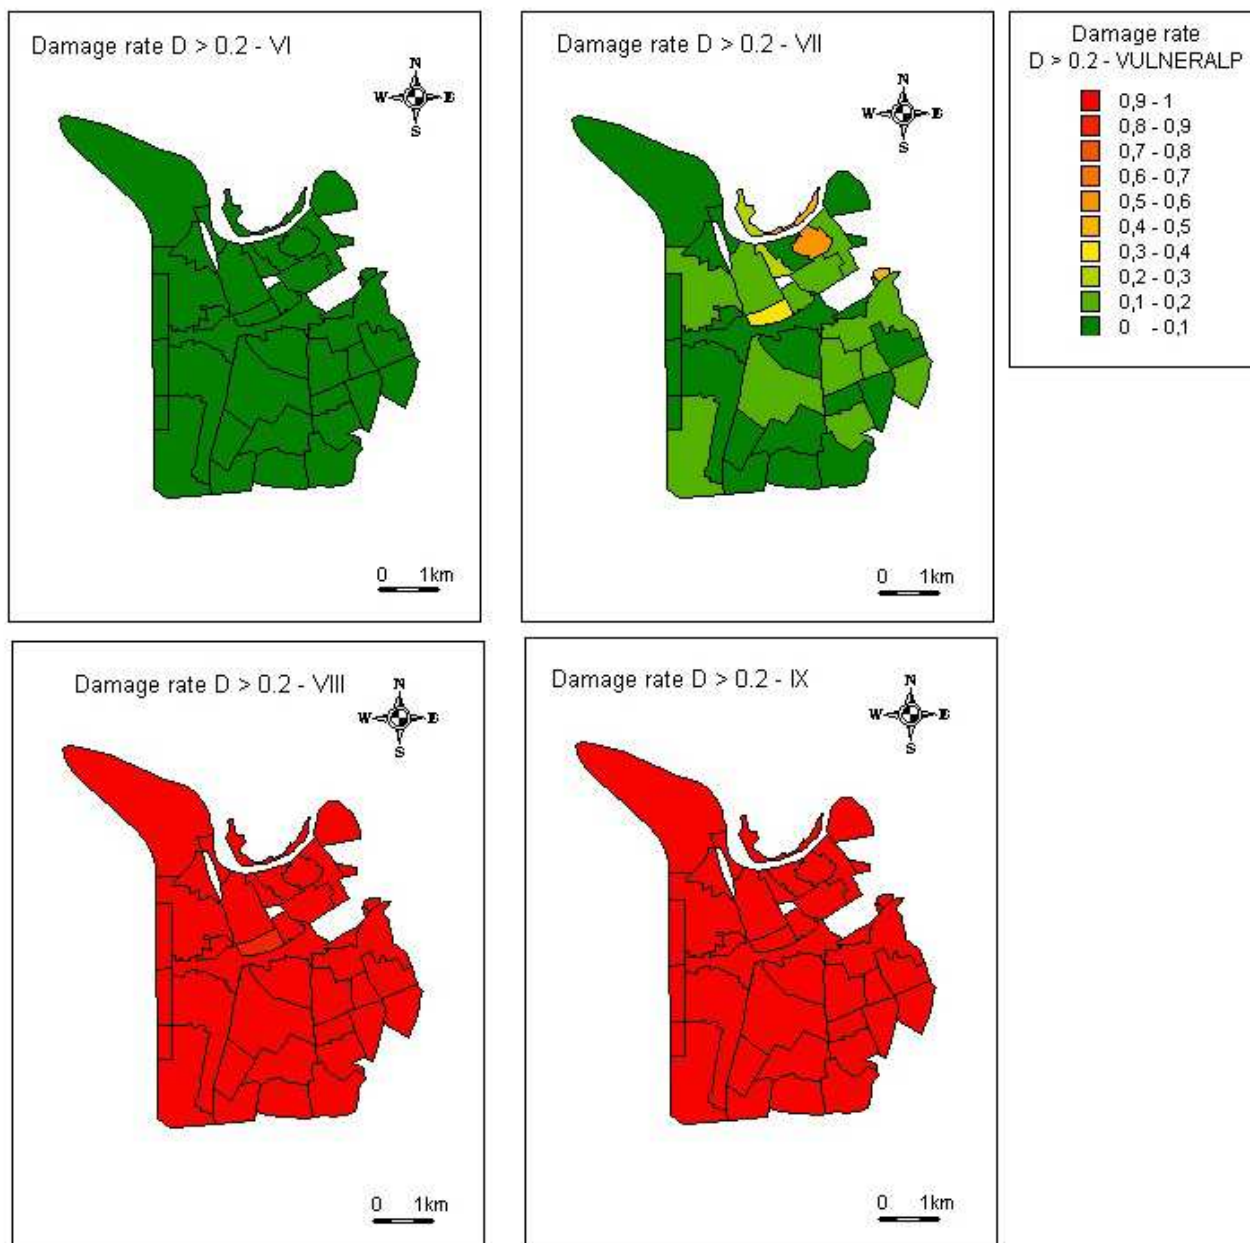 Damage rate D > 0.2 - VI
N
W E
S
0 1km
Damage rate D > 0.2 - VII
N
W E
S
0 1km
Damage rate
D > 0.2 - VULNERALP
0,9 - 1
0,8 - 0,9
0,7 - 0,8
0,6 - 0,7
0,5 - 0,6
0,4 - 0,5
0,3 - 0,4
0,2 - 0,3
0,1 - 0,2
0 - 0,1
Damage rate D > 0.2 - VIII
N
W E
S
0 1km
Damage rate D > 0.2 - IX
N
W E
S
0 1km